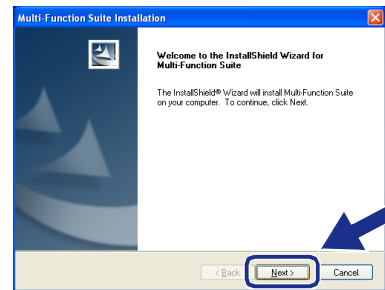 Multi-Function Suite Installation
Welcome to the InstallShield Wizard for
Multi-Function Suite
The InstallShield® Wizard will install Multi-Function Suite
on your computer. To continue, click Next.
< Back
Next >
Cancel